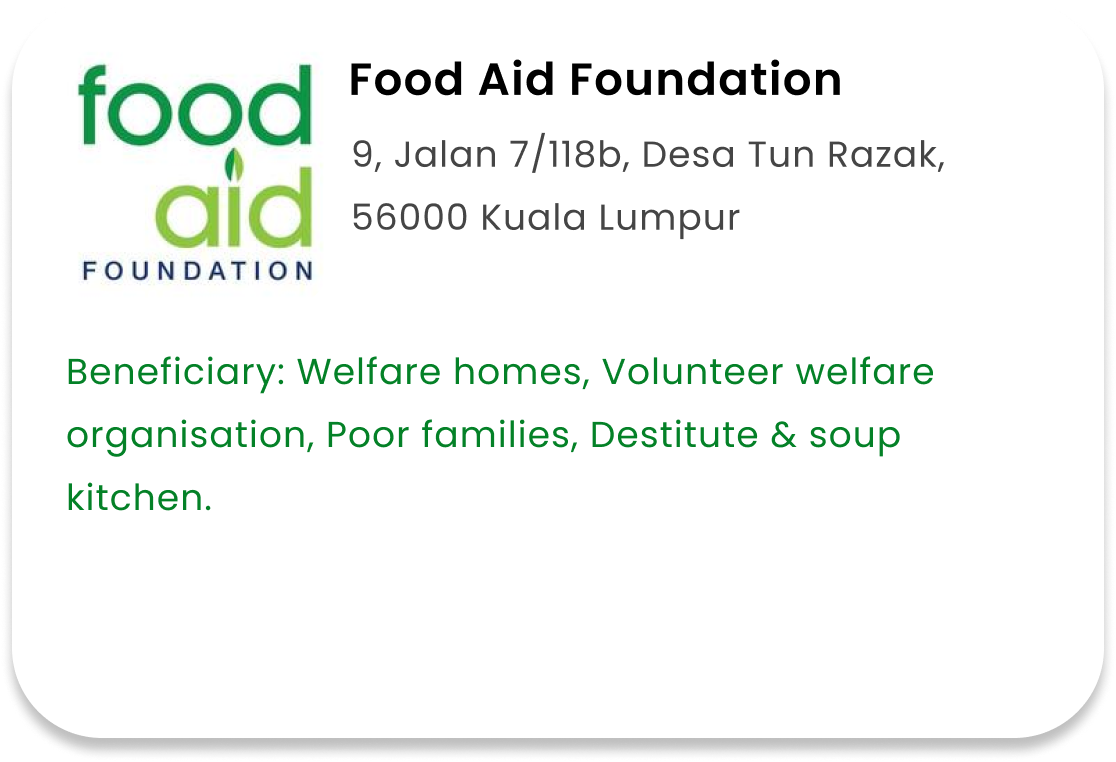 food
aid
FOUNDATION
Food Aid Foundation
9, Jalan 7/118b, Desa Tun Razak,
56000 Kuala Lumpur
Beneficiary: Welfare homes, Volunteer welfare
organisation, Poor families, Destitute & soup
kitchen.